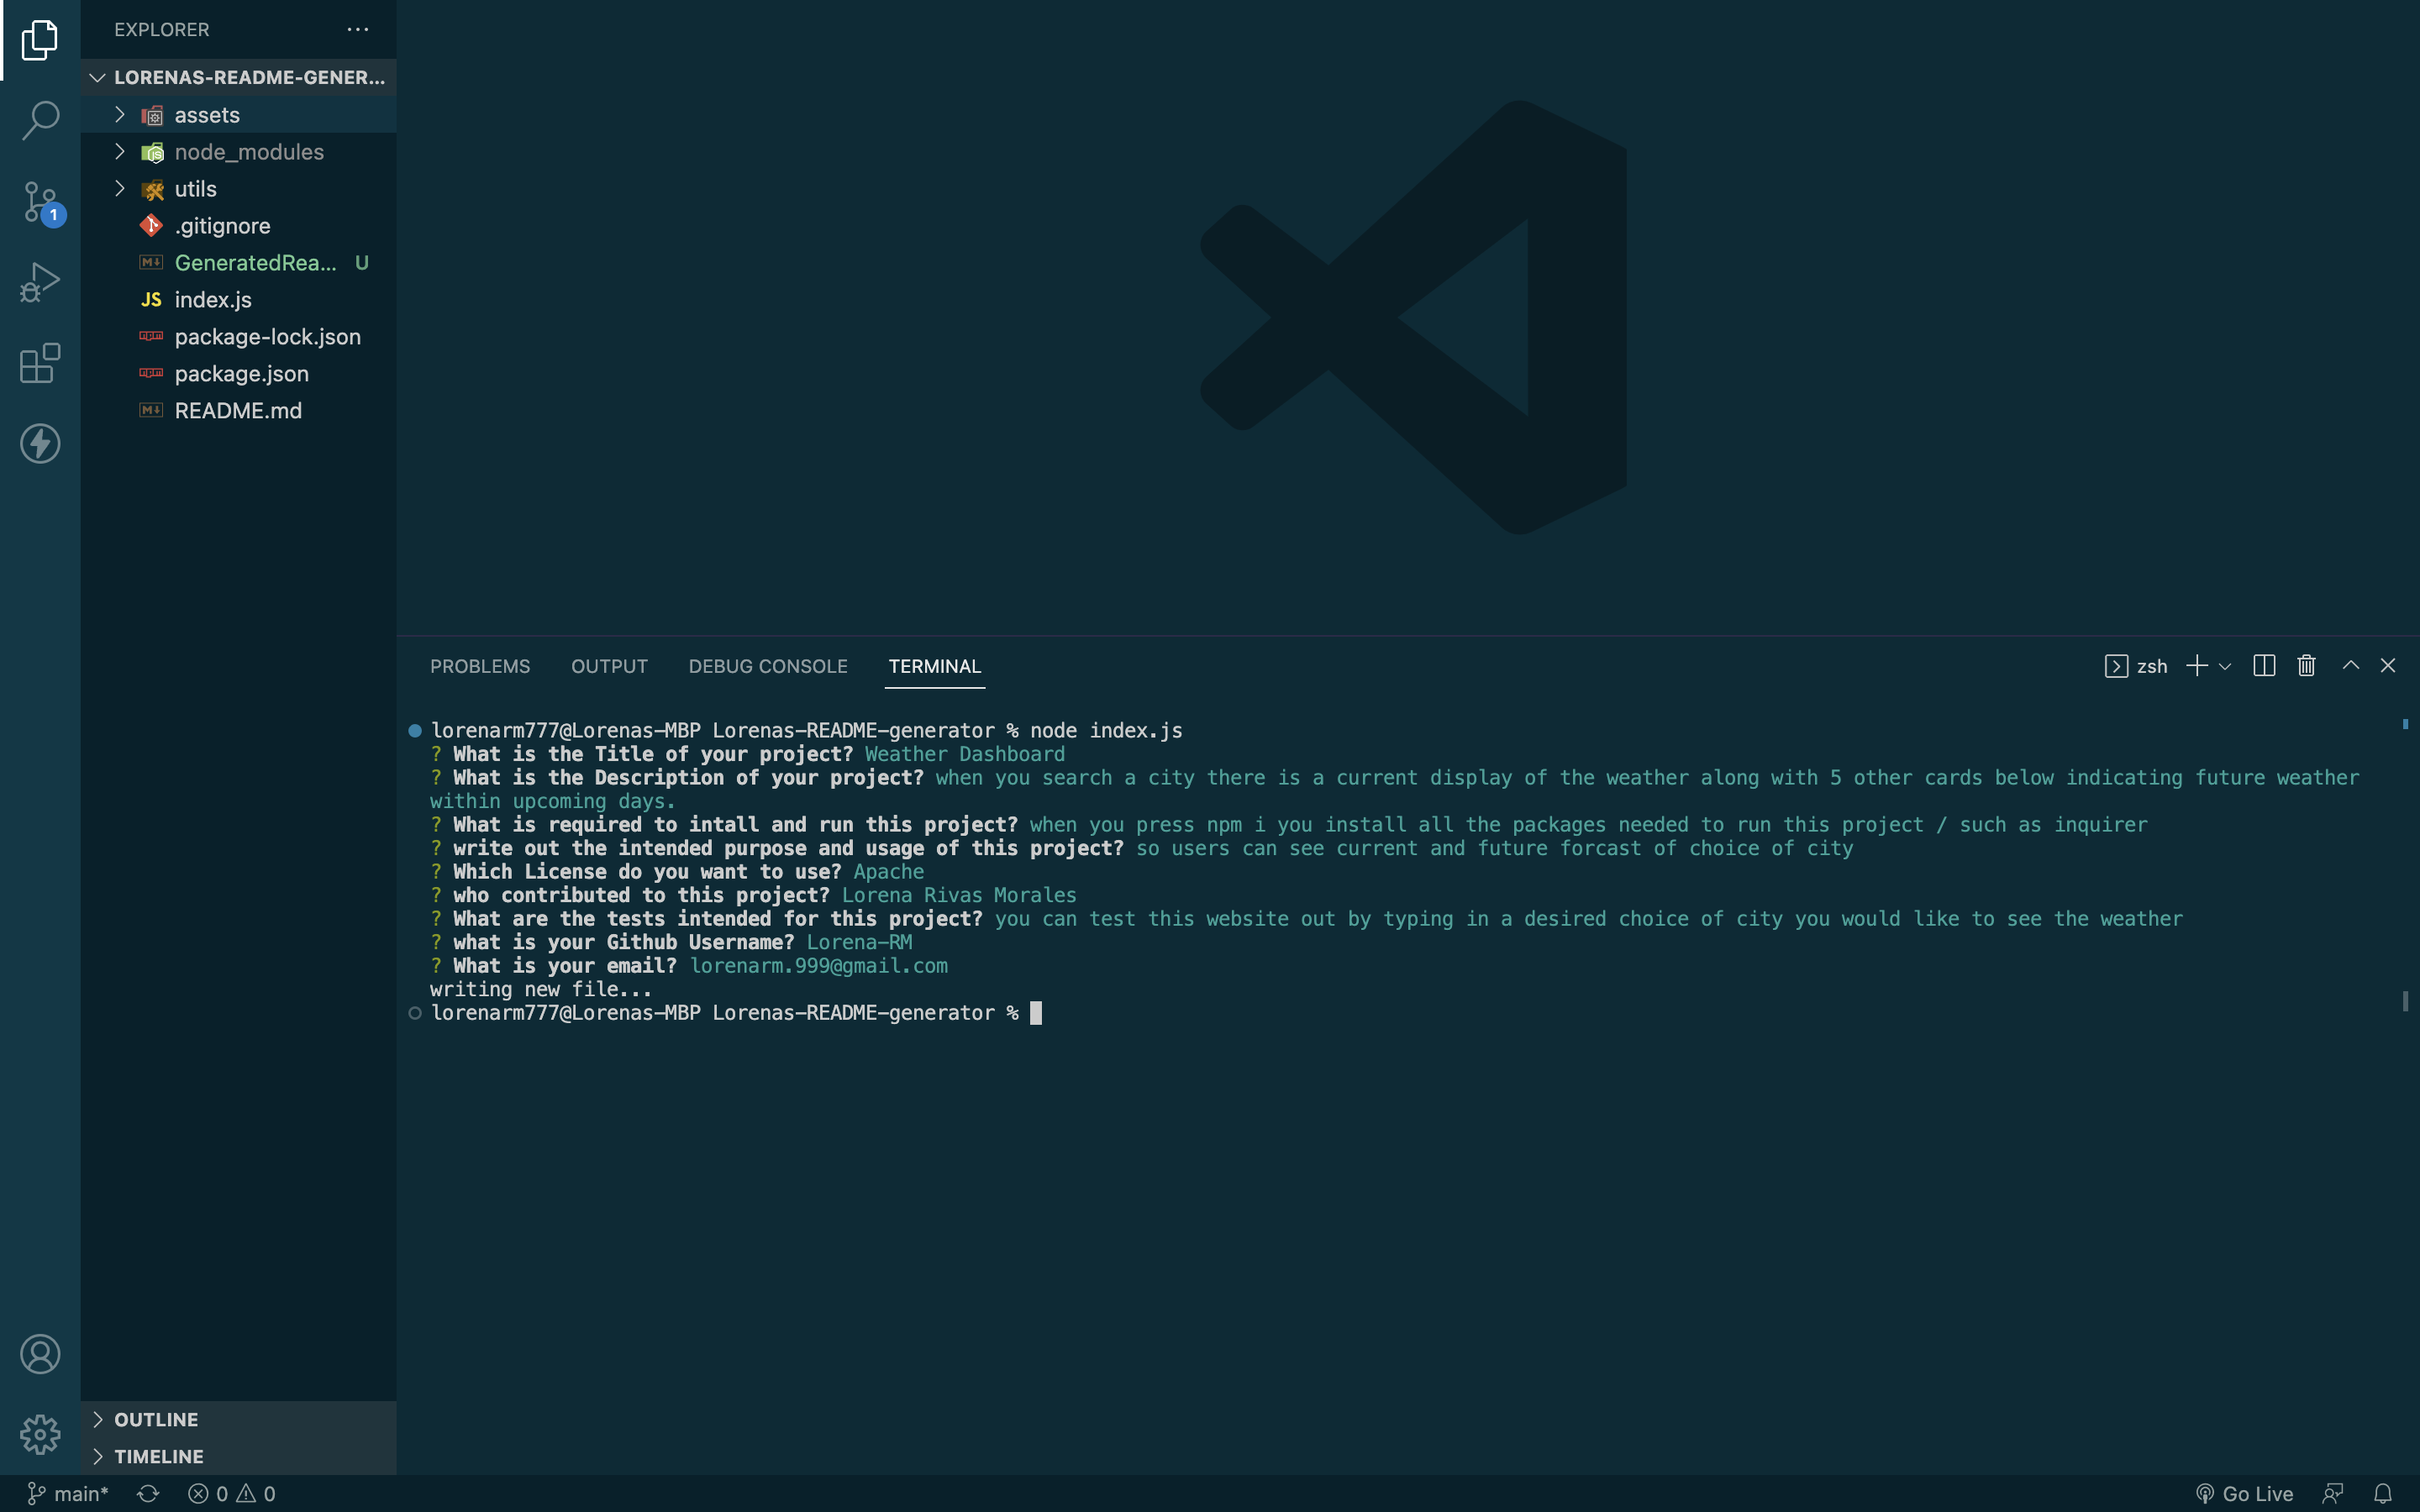 EXPLORER
LORENAS-README-GENER...
assets
node_modules
utils
.gitignore
GeneratedRea... U
JS index.js
package-lock.json
package.json
README.md
1
OUTLINE
TIMELINE
PROBLEMS OUTPUT DEBUG CONSOLE TERMINAL
zsh
lorenarm777@Lorenas-MBP Lorenas-README-generator % node index.js
? What is the Title of your project? Weather Dashboard
? What is the Description of your project? when you search a city there is a current display of the weather along with 5 other cards below indicating future weather
within upcoming days.
? What is required to intall and run this project? when you press npm i you install all the packages needed to run this project / such as inquirer
? write out the intended purpose and usage of this project? so users can see current and future forcast of choice of city
? Which License do you want to use? Apache
? who contributed to this project? Lorena Rivas Morales
? What are the tests intended for this project? you can test this website out by typing in a desired choice of city you would like to see the weather
? what is your Github Username? Lorena-RM
? What is your email? lorenarm.999@gmail.com
writing new file...
lorenarm777@Lorenas-MBP Lorenas-README-generator %
main* 0 0
Go Live